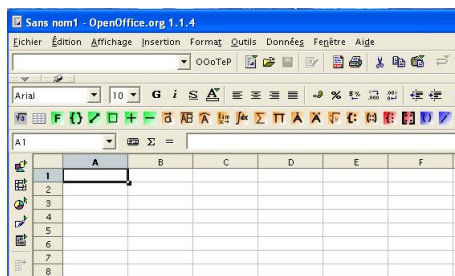 Sans nom1 - OpenOffice.org 1.1.4
Fichier Édition Affichage Insertion Format Outils Données Fenêtre Aide
OOoTeP
Arial 10 G i S A
A1 Σ =
A B C D E F
1
2
3
4
5
6
7
8